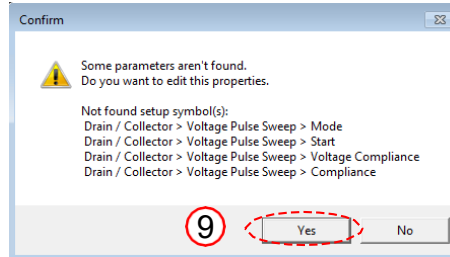 Confirm
Some parameters aren't found.
Do you want to edit this properties.
Not found setup symbol(s):
Drain / Collector > Voltage Pulse Sweep > Mode
Drain / Collector > Voltage Pulse Sweep > Start
Drain / Collector > Voltage Pulse Sweep > Voltage Compliance
Drain / Collector > Voltage Pulse Sweep > Compliance
9 Yes No